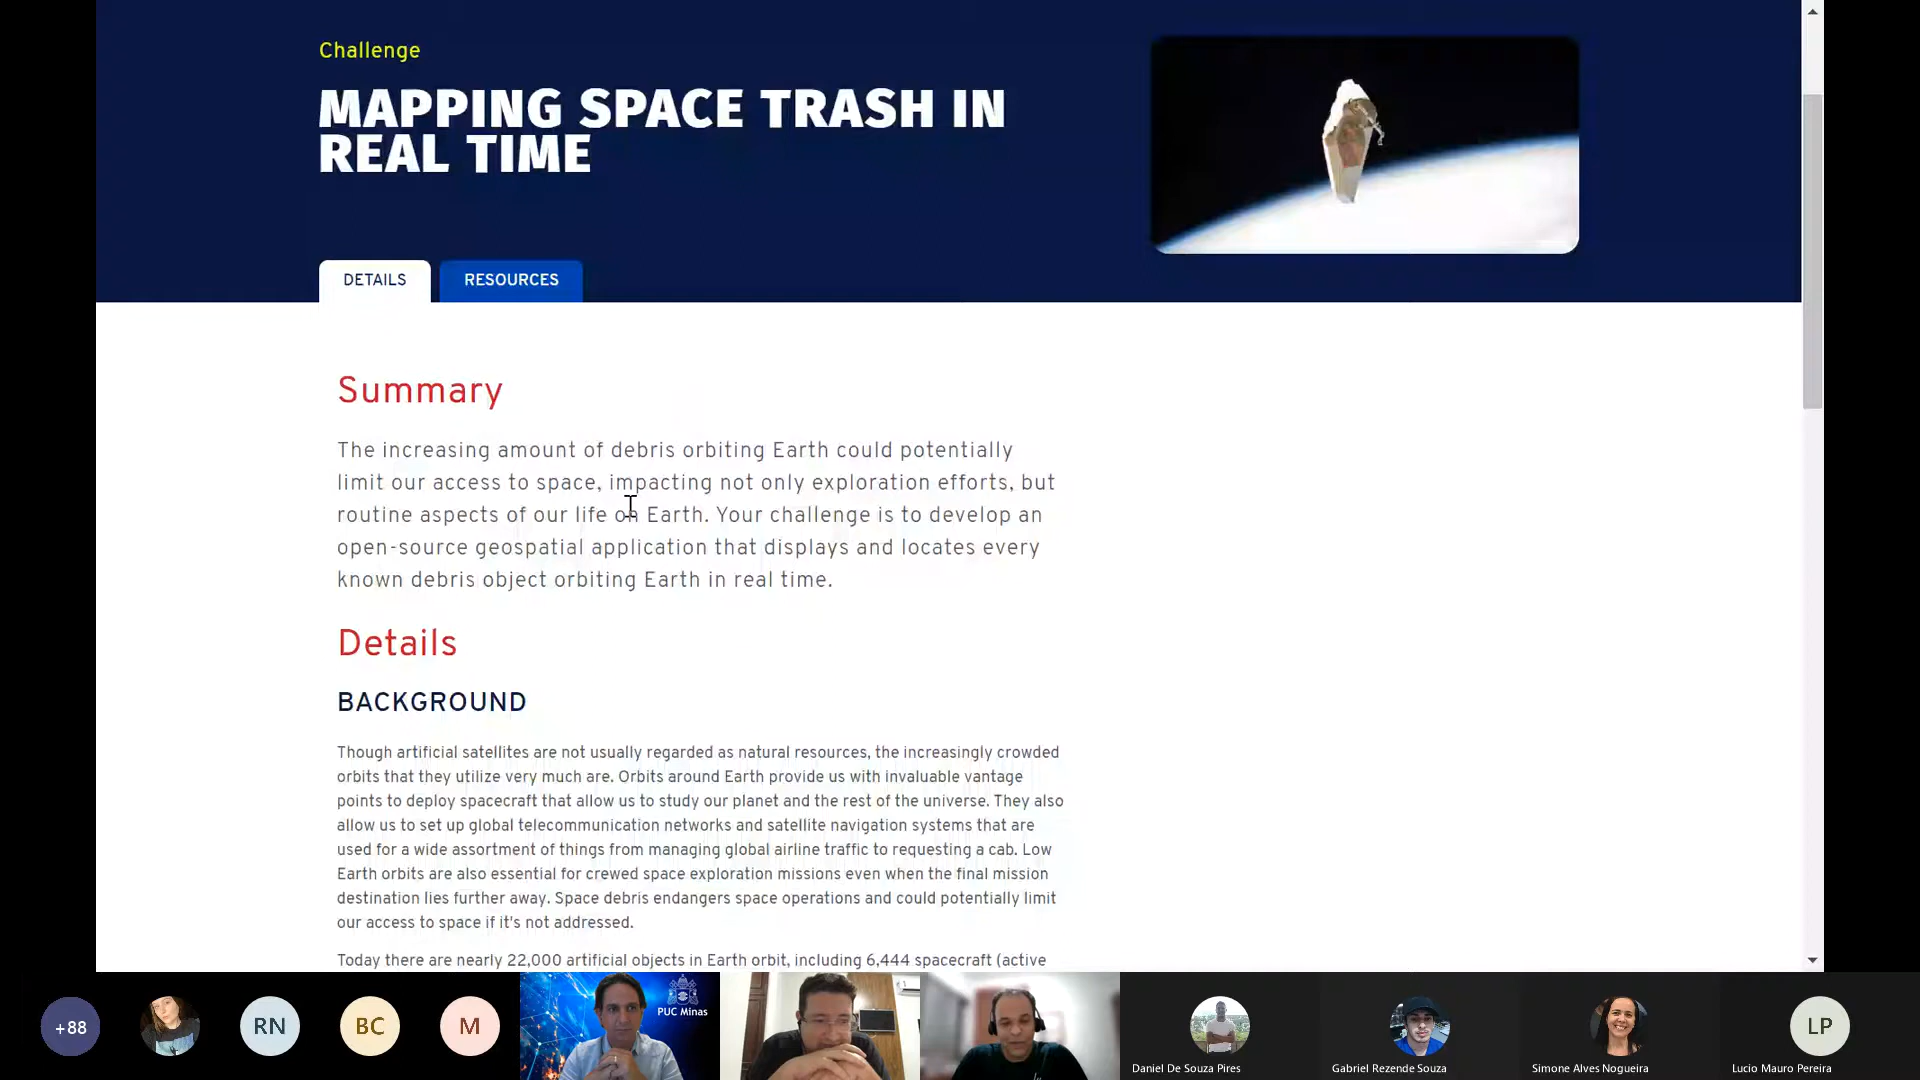 Challenge
MAPPING SPACE TRASH IN
REAL TIME
DETAILS
RESOURCES
Summary
The increasing amount of debris orbiting Earth could potentially
limit our access to space, impacting not only exploration efforts, but
routine aspects of our life on Earth. Your challenge is to develop an
open-source geospatial application that displays and locates every
known debris object orbiting Earth in real time.
Details
BACKGROUND
Though artificial satellites are not usually regarded as natural resources, the increasingly crowded
orbits that they utilize very much are. Orbits around Earth provide us with invaluable vantage
points to deploy spacecraft that allow us to study our planet and the rest of the universe. They also
allow us to set up global telecommunication networks and satellite navigation systems that are
used for a wide assortment of things from managing global airline traffic to requesting a cab. Low
Earth orbits are also essential for crewed space exploration missions even when the final mission
destination lies further away. Space debris endangers space operations and could potentially limit
our access to space if it's not addressed.
Today there are nearly 22,000 artificial objects in Earth orbit, including 6,444 spacecraft (active
+88
RN
BC
M
PUC Minas
Daniel De Souza Pires
Gabriel Rezende Souza
Simone Alves Nogueira
LP
Lucio Mauro Pereira